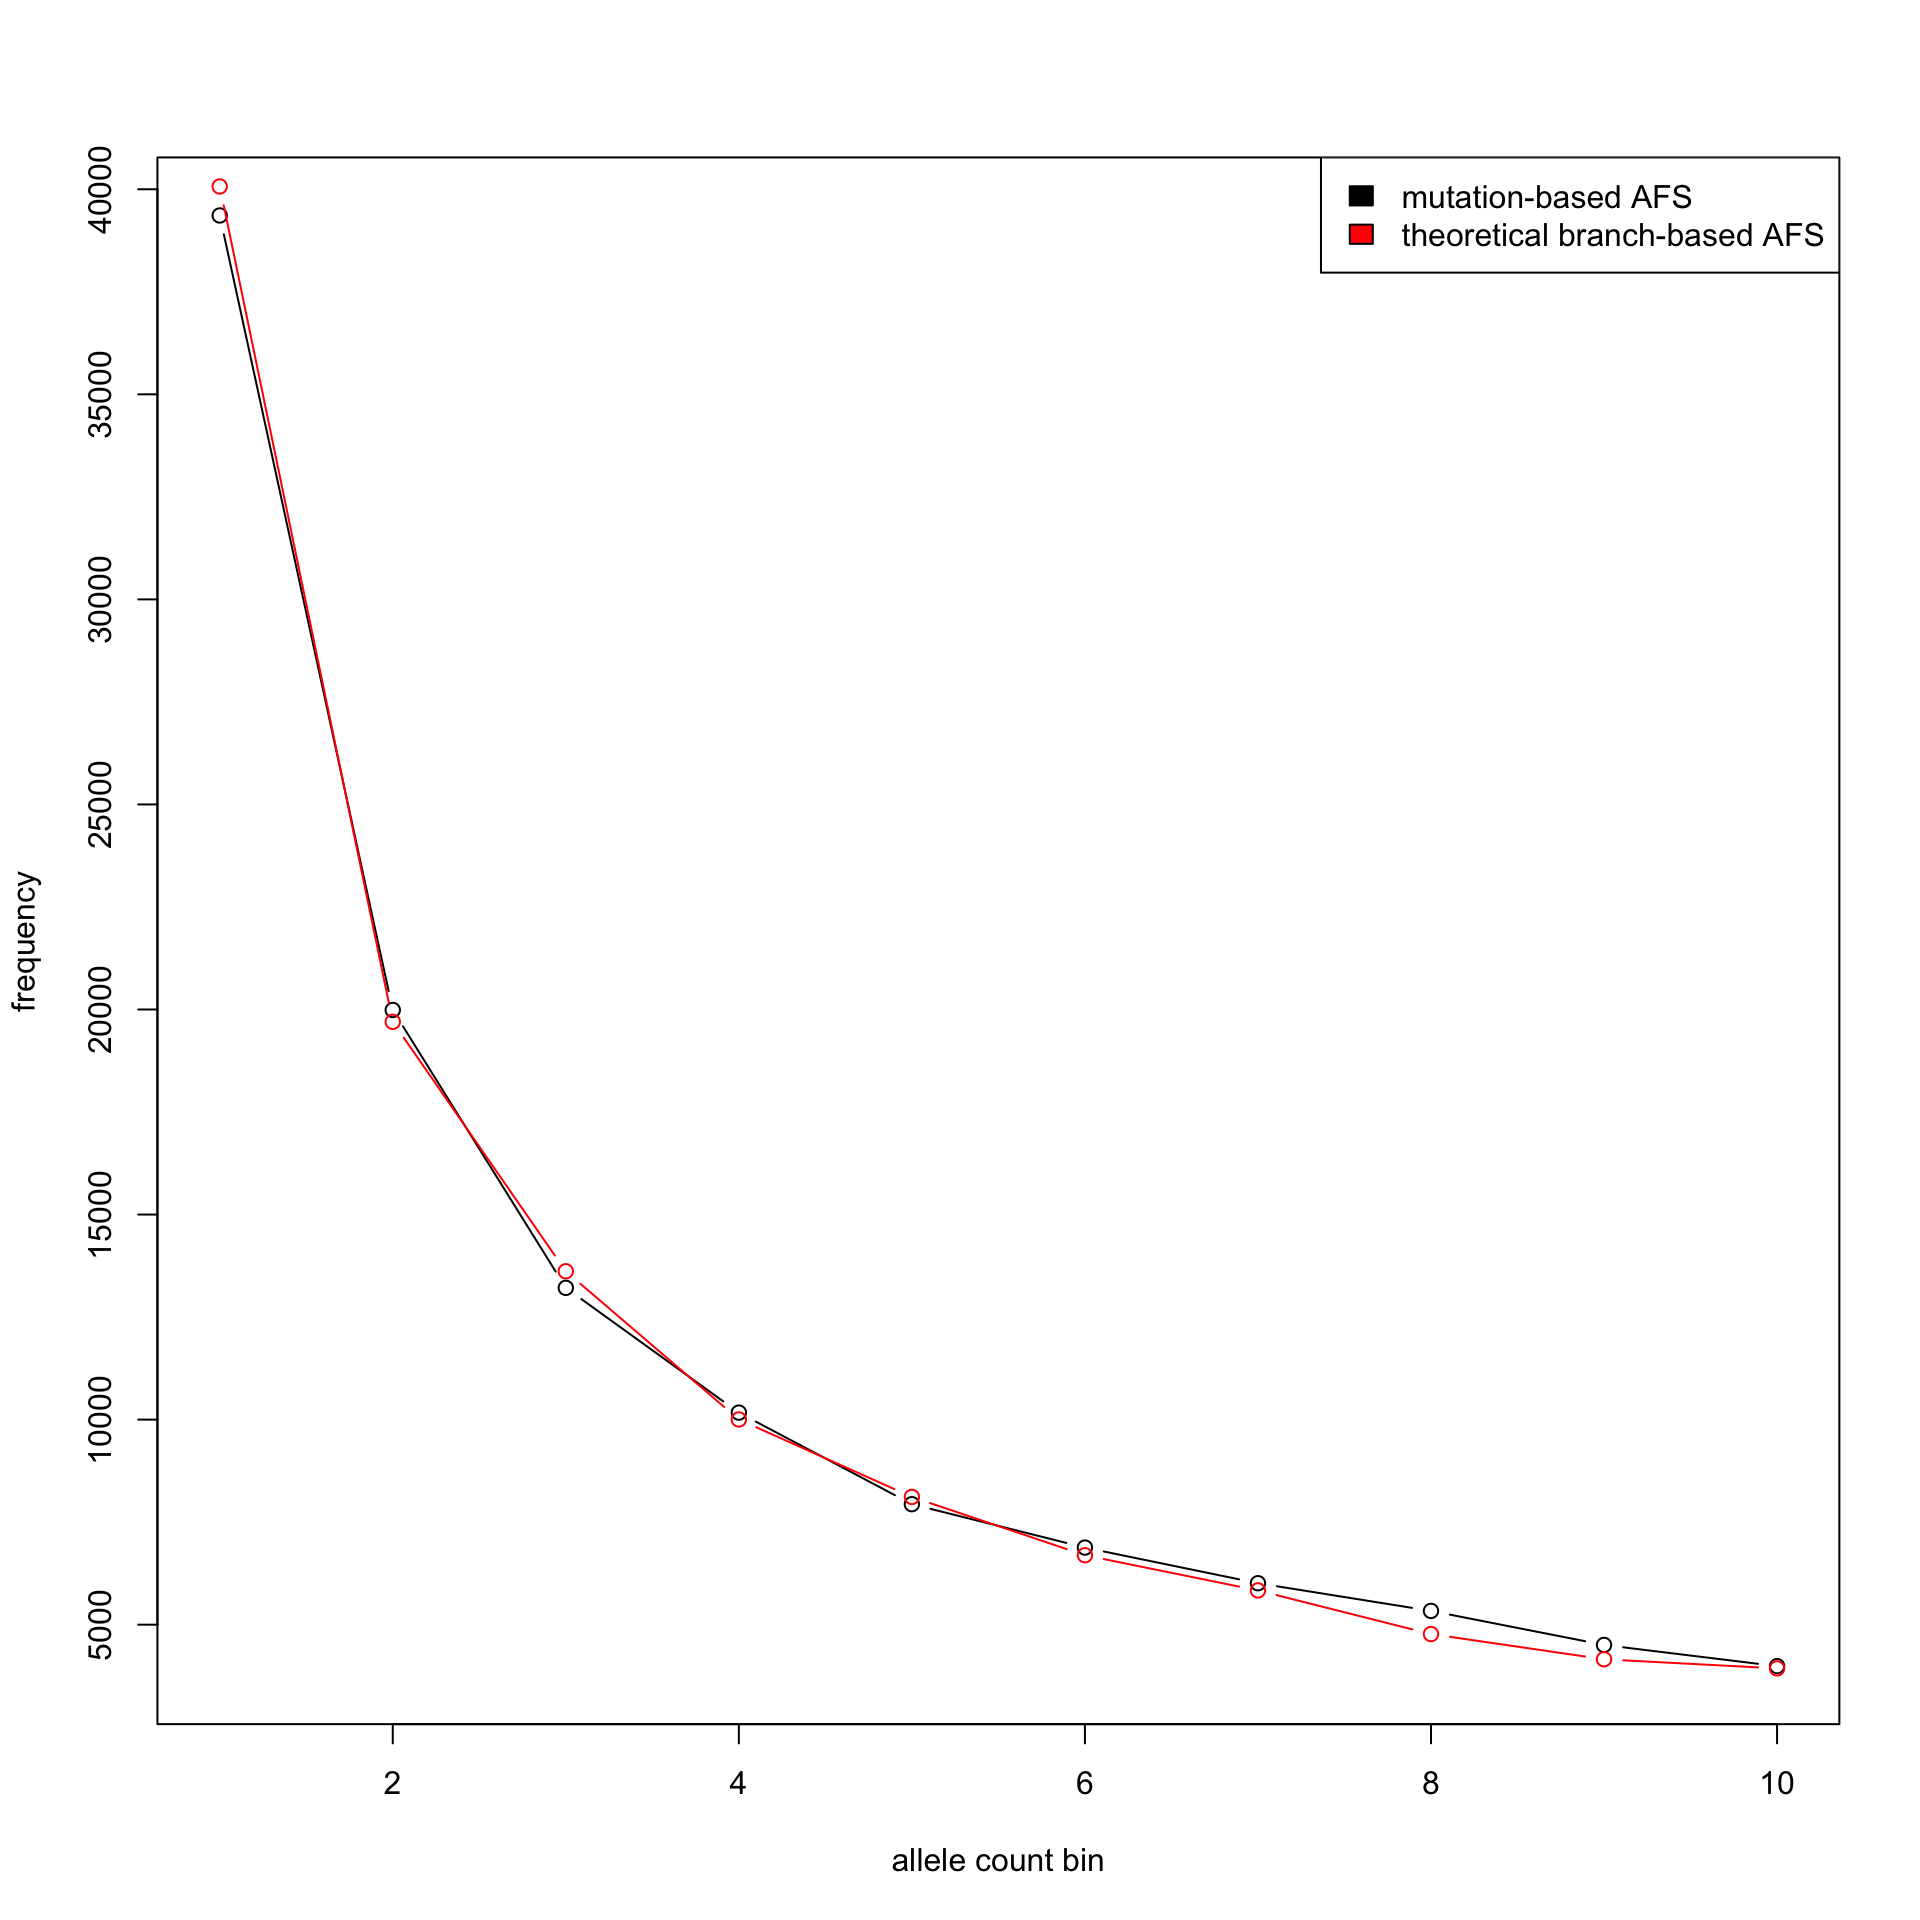 mutation-based AFS
theoretical branch-based AFS
frequency
40000
35000
30000
25000
20000
15000
10000
5000
2 4 6 8 10
allele count bin